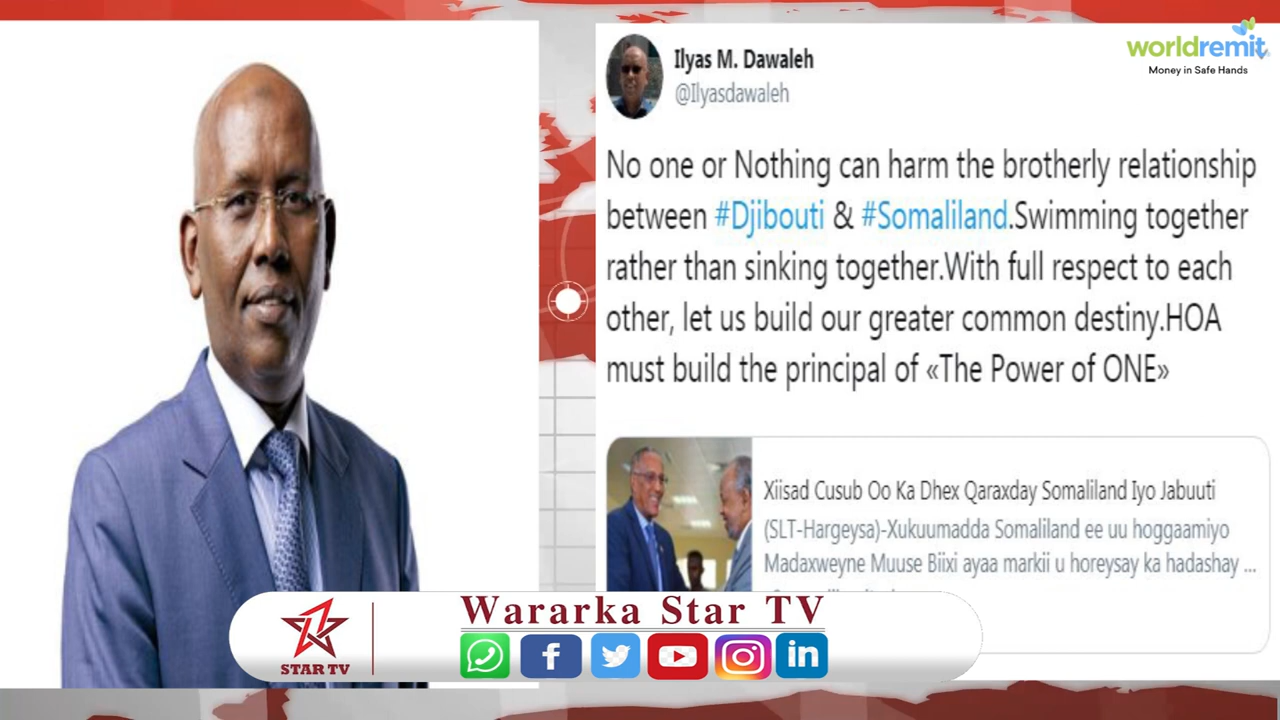 worldremit
Money in Safe Hands
Ilyas M. Dawaleh
@Ilyasdawaleh
No one or Nothing can harm the brotherly relationship
between #Djibouti & #Somaliland.Swimming together
rather than sinking together.With full respect to each
other, let us build our greater common destiny.HOA
must build the principal of «The Power of ONE»
Xiisad Cusub Oo Ka Dhex Qaraxday Somaliland Iyo Jabuuti
(SLT-Hargeysa)-Xukuumadda Somaliland ee uu hoggaamiyo
Madaxweyne Muuse Biixi ayaa markii u horeysay ka hadashay ...
STAR TV
Wararka Star TV